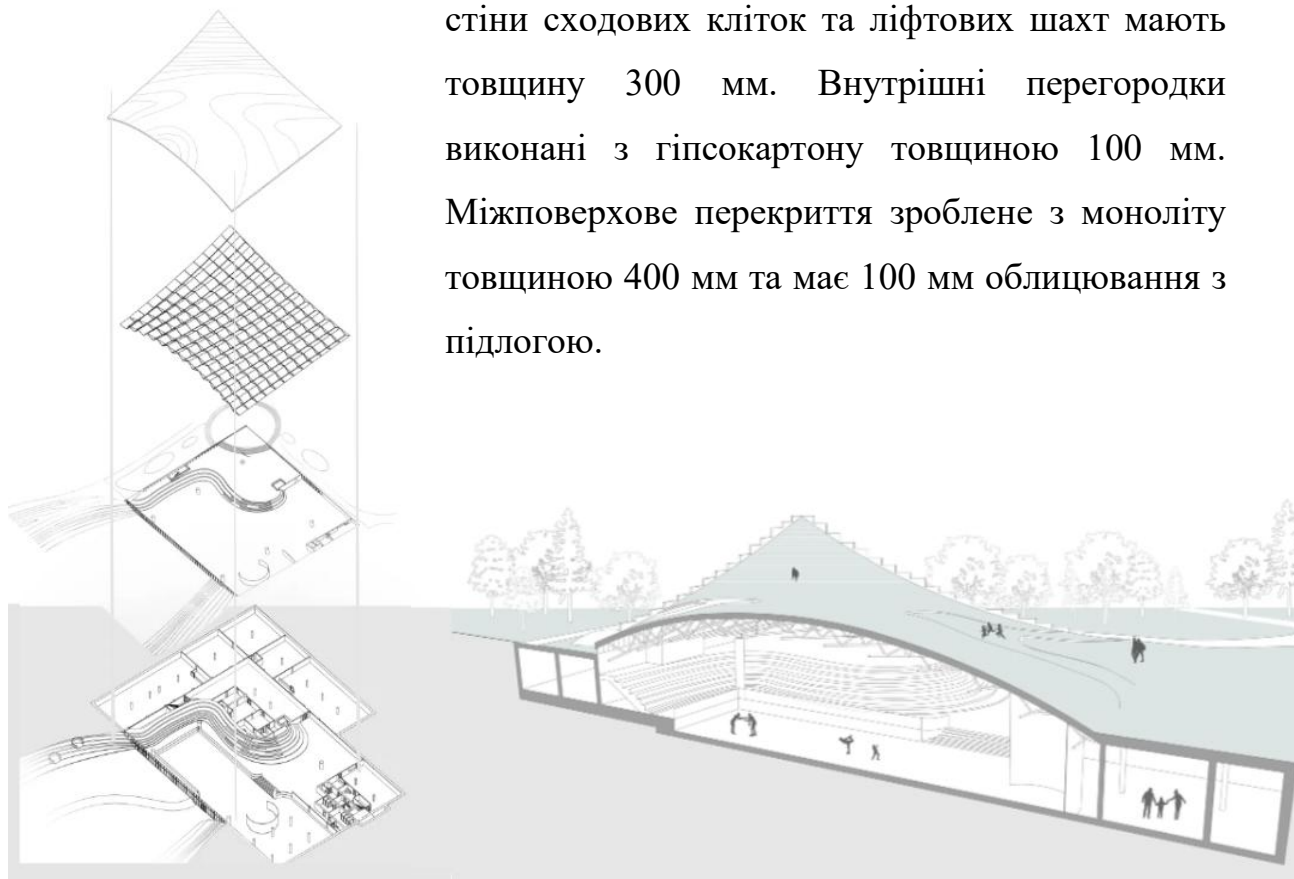 стіни сходових кліток та ліфтових шахт мають
товщину 300 мм. Внутрішні перегородки
виконані з гіпсокартону товщиною 100 мм.
Міжповерхове перекриття зроблене з моноліту
товщиною 400 мм та має 100 мм облицювання з
підлогою.